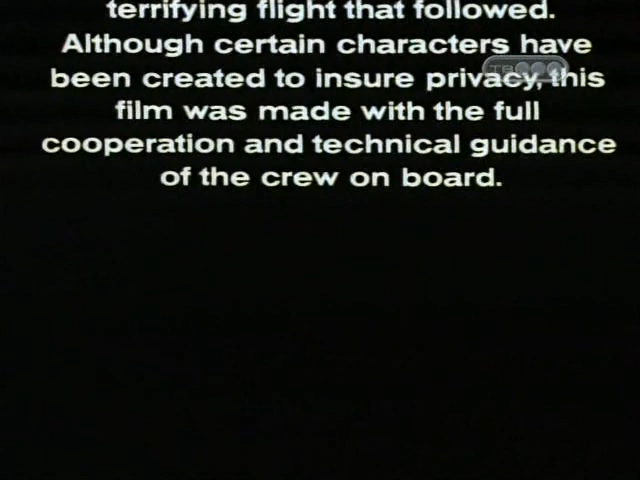 terrifying flight that followed.
Although certain characters have
been created to insure privacy, this
film was made with the full
cooperation and technical guidance
of the crew on board.